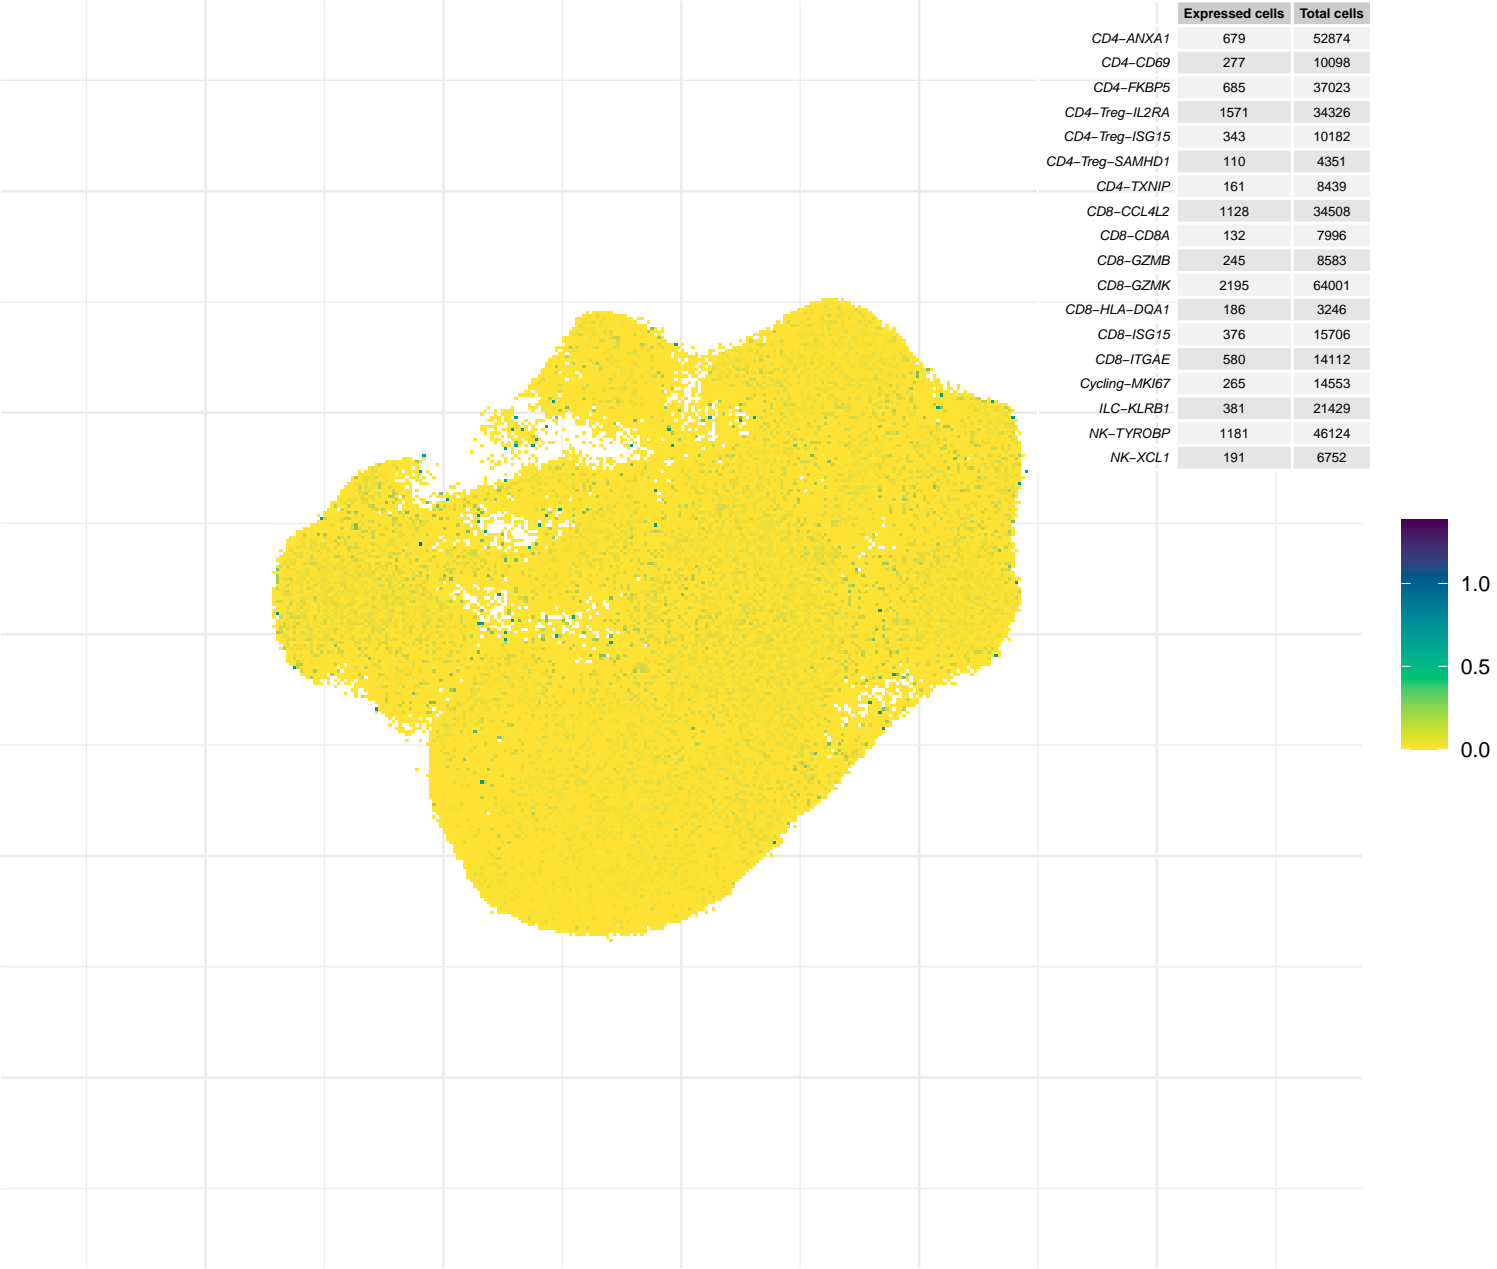 Expressed cells Total cells
CD4−ANXA1 679 52874
CD4−CD69 277 10098
CD4−FKBP5 685 37023
CD4−Treg−IL2RA 1571 34326
CD4−Treg−ISG15 343 10182
CD4−Treg−SAMHD1 110 4351
CD4−TXNIP 161 8439
CD8−CCL4L2 1128 34508
CD8−CD8A 132 7996
CD8−GZMB 245 8583
CD8−GZMK 2195 64001
CD8−HLA−DQA1 186 3246
CD8−ISG15 376 15706
CD8−ITGAE 580 14112
Cycling−MKI67 265 14553
ILC−KLRB1 381 21429
NK−TYROBP 1181 46124
NK−XCL1 191 6752
1.0
0.5
0.0